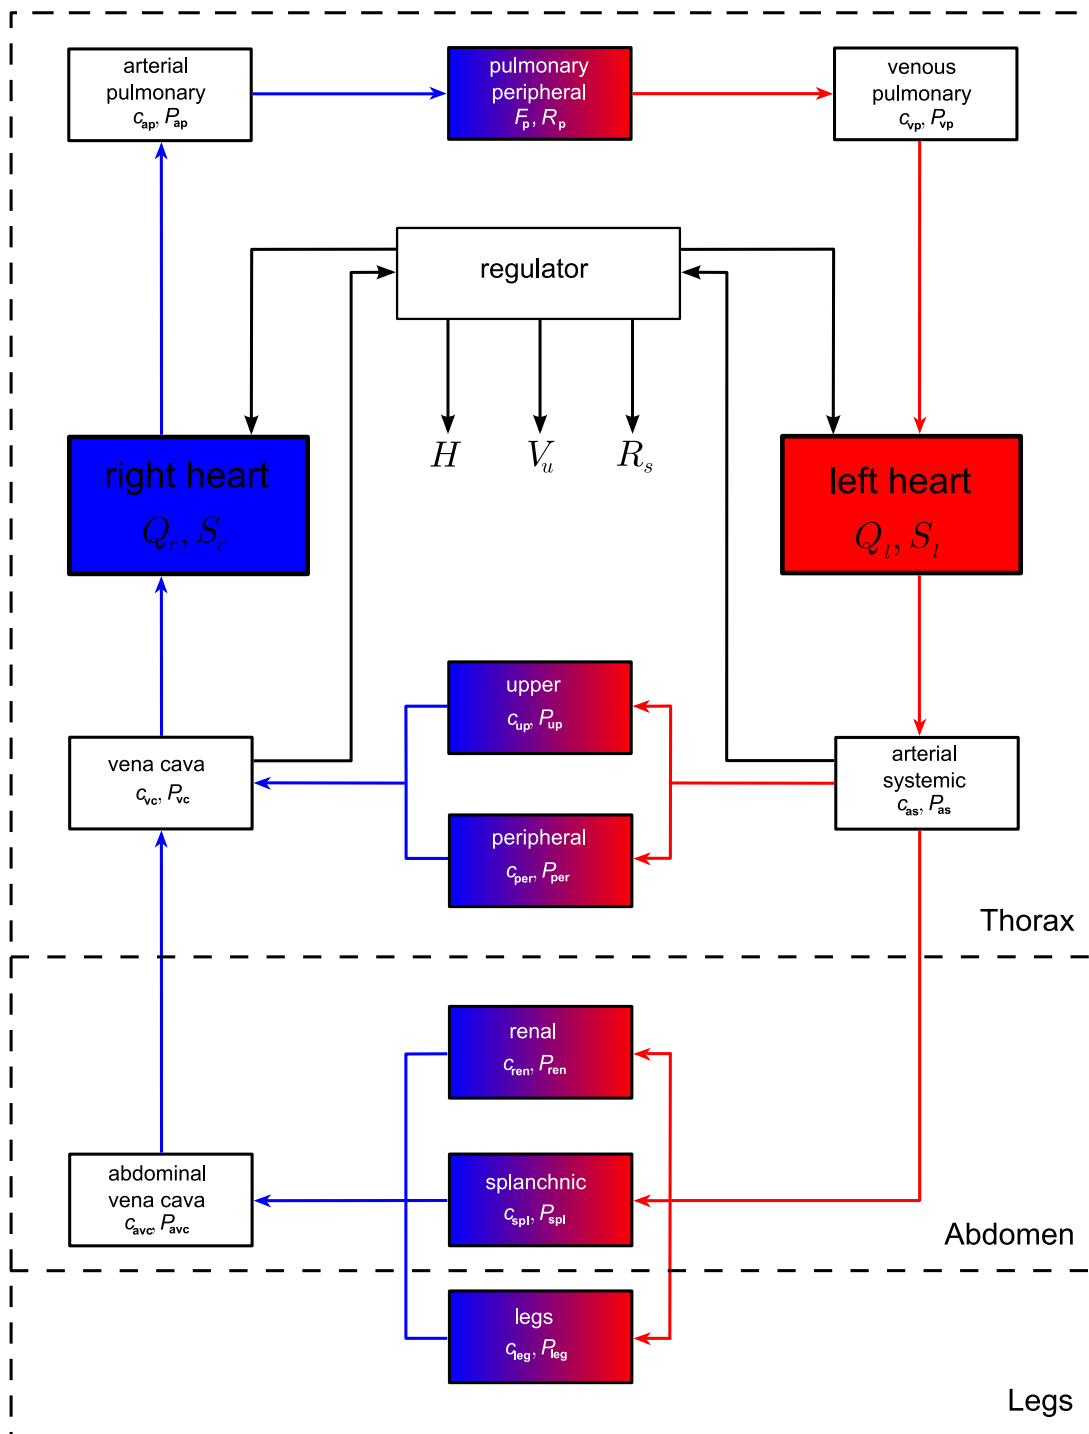 arterial
pulmonary
c_ap, P_ap
pulmonary
peripheral
F_p, R_p
venous
pulmonary
c_vp, P_vp
regulator
H
V_u
R_s
right heart
Q_r, S_r
left heart
Q_l, S_l
upper
c_up, P_up
vena cava
c_vc, P_vc
arterial
systemic
c_as, P_as
peripheral
c_per, P_per
Thorax
renal
c_ren, P_ren
abdominal
vena cava
c_avc, P_avc
splanchnic
c_spl, P_spl
Abdomen
legs
c_leg, P_leg
Legs